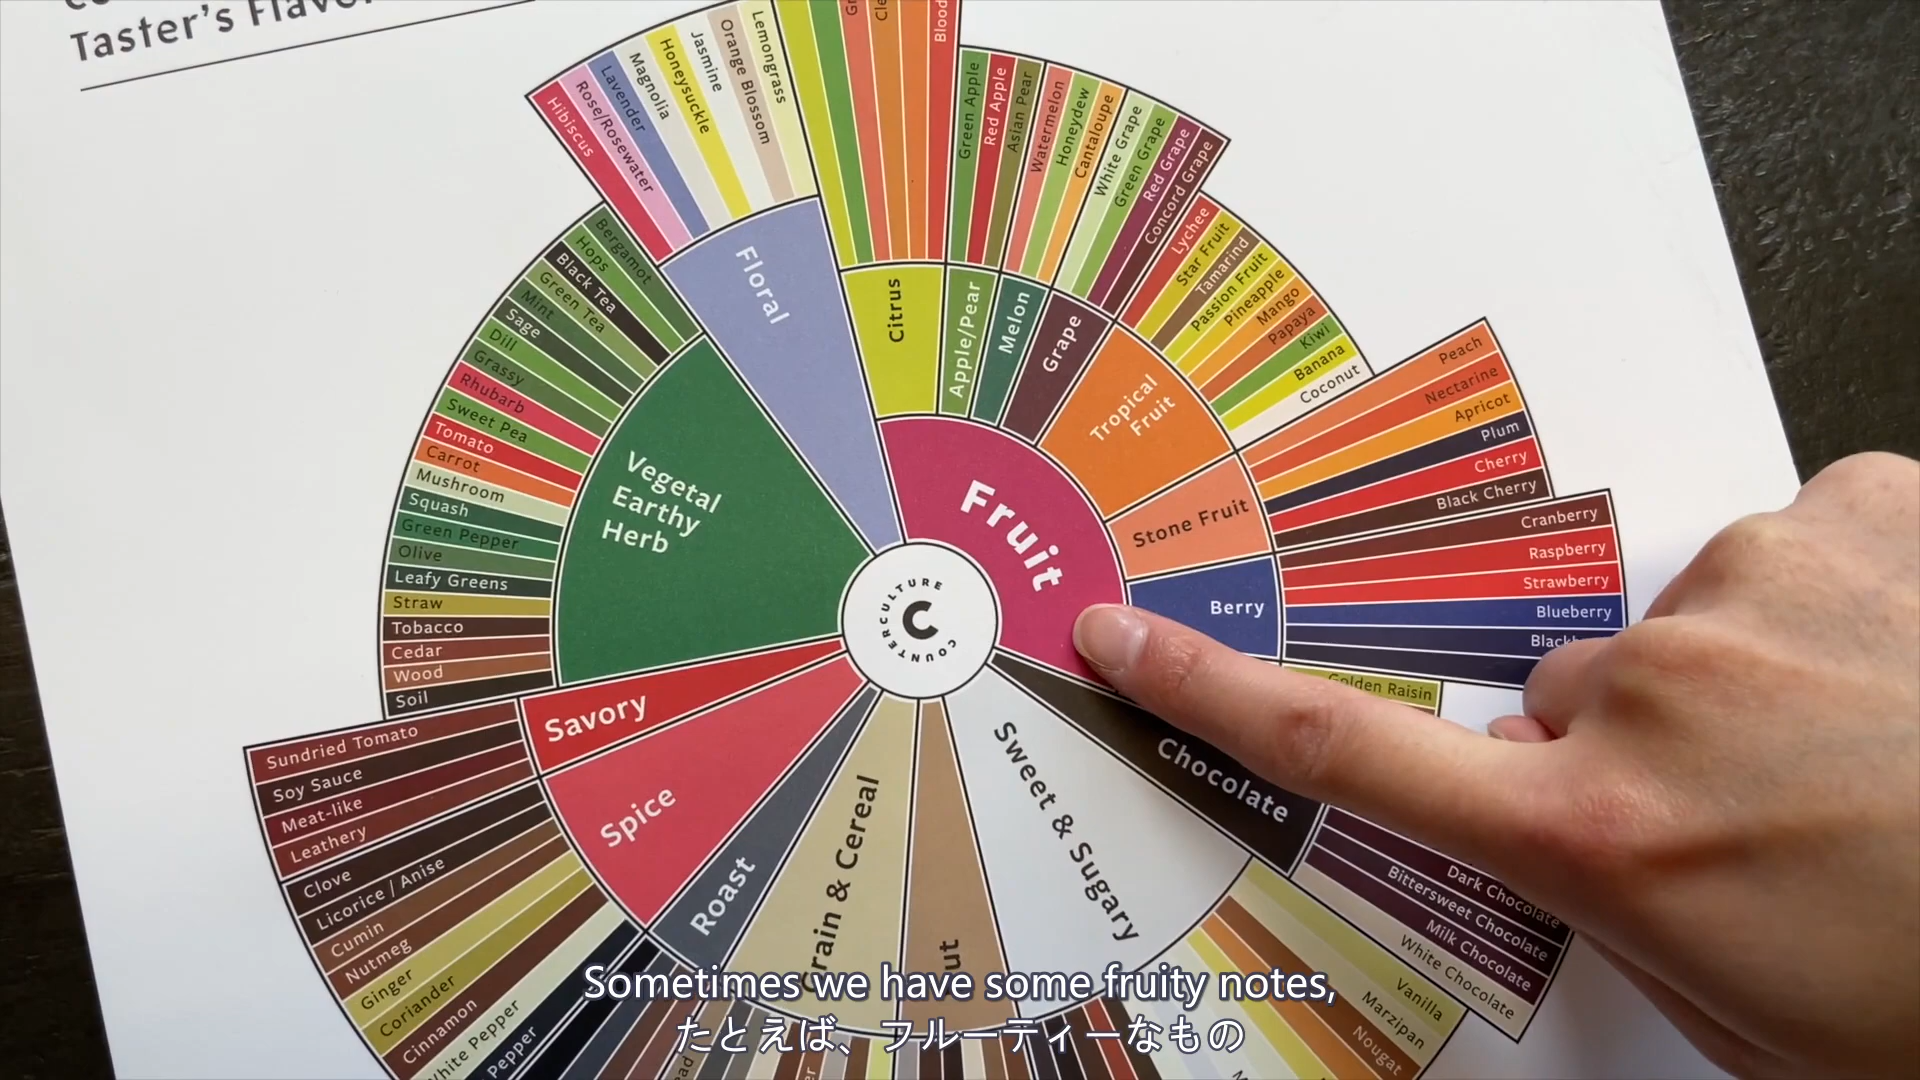 Taster's Flavor
Hibiscus
Rose/Rosewater
Lavender
Magnolia
Honeysuckle
Jasmine
Orange Blossom
Lemongrass
Blood
Green Apple
Red Apple
Asian Pear
Watermelon
Honeydew
Cantaloupe
White Grape
Green Grape
Red Grape
Concord Grape
Lychee
Star Fruit
Tamarind
Passion Fruit
Pineapple
Mango
Papaya
Kiwi
Banana
Coconut
Peach
Nectarine
Apricot
Plum
Cherry
Black Cherry
Cranberry
Raspberry
Strawberry
Blueberry
Golden Raisin
Bergamot
Hops
Black Tea
Green Tea
Mint
Sage
Dill
Grassy
Rhubarb
Sweet Pea
Tomato
Carrot
Mushroom
Squash
Green Pepper
Olive
Leafy Greens
Straw
Tobacco
Cedar
Wood
Soil
Floral
Citrus
Apple/Pear
Melon
Grape
Tropical
Fruit
Stone Fruit
Berry
Fruit
Vegetal
Earthy
Herb
COUNTER CULTURE
C
Savory
Spice
Roast
Grain & Cereal
Sweet & Sugary
Chocolate
Sundried Tomato
Soy Sauce
Meat-like
Leathery
Clove
Licorice / Anise
Cumin
Nutmeg
Ginger
Coriander
Cinnamon
White Pepper
Pepper
Dark Chocolate
Bittersweet Chocolate
Milk Chocolate
White Chocolate
Vanilla
Marzipan
Nougat
Sometimes we have some fruity notes,
たとえば、フルーティーなもの